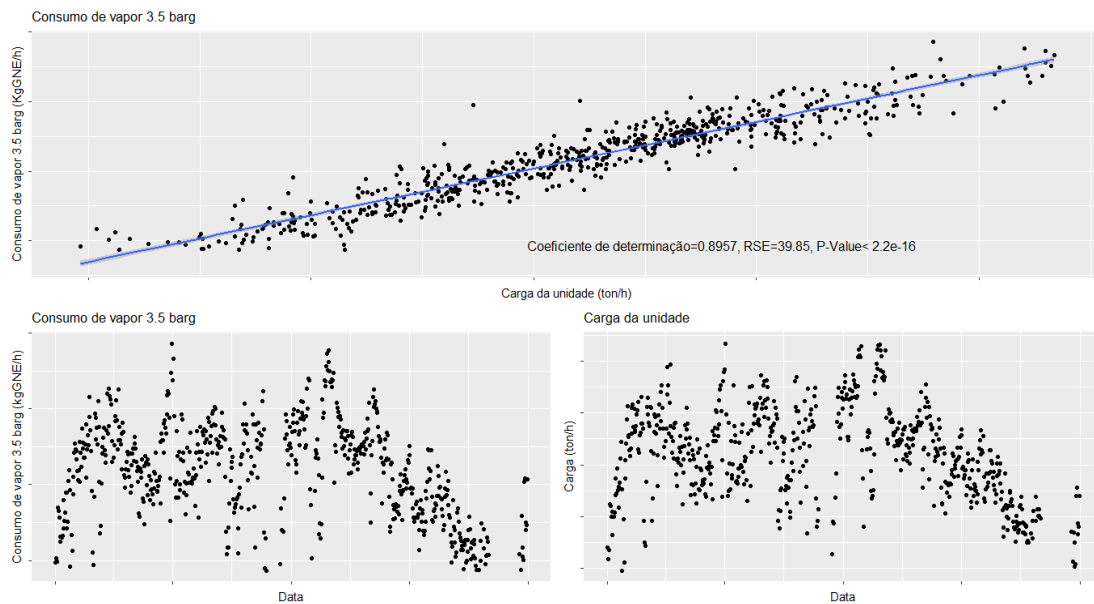 Consumo de vapor 3.5 barg
Consumo de vapor 3.5 barg (KgGNE/h)
Coeficiente de determinação=0.8957, RSE=39.85, P-Value< 2.2e-16
Carga da unidade (ton/h)
Consumo de vapor 3.5 barg
Consumo de vapor 3.5 barg (kgGNE/h)
Data
Carga da unidade
Carga (ton/h)
Data